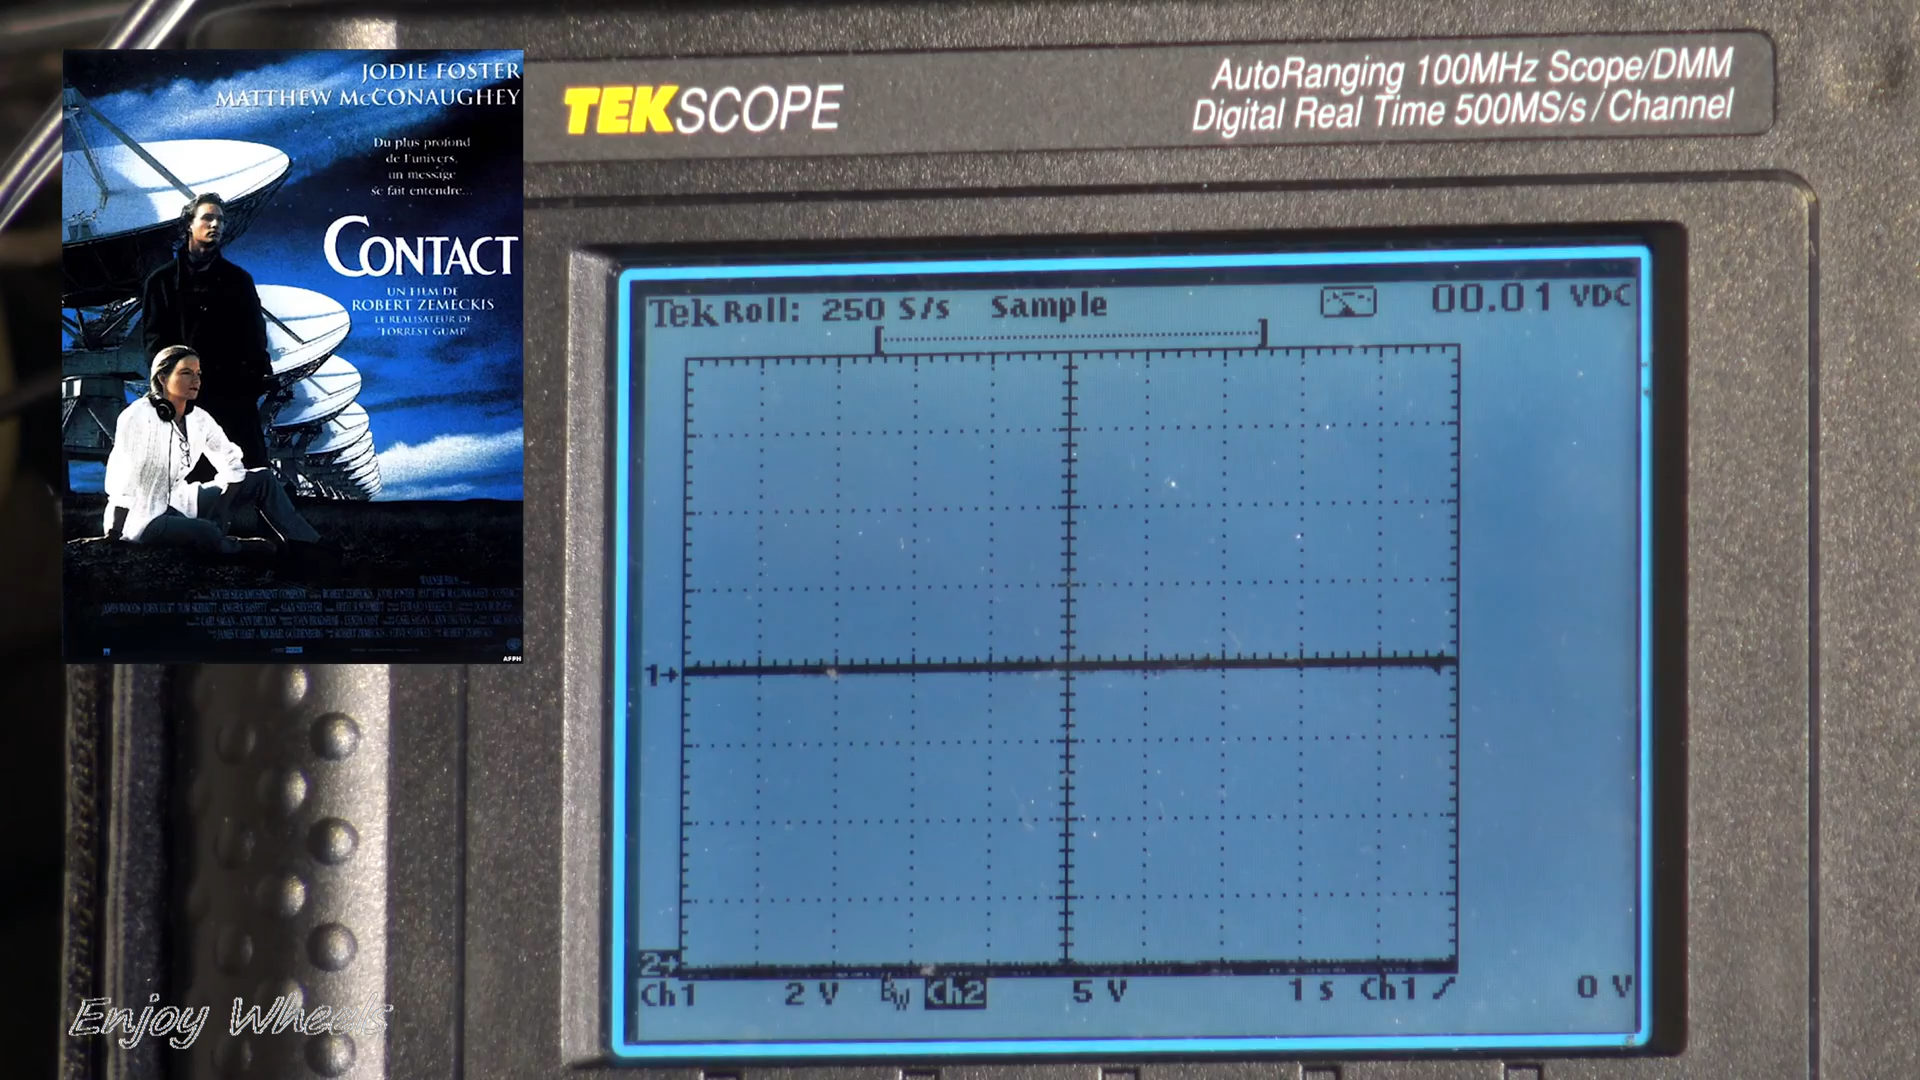 JODIE FOSTER
MATTHEW MCCONAUGHEY
Du plus profond
de l'univers,
un message
se fait entendre...
CONTACT
UN FILM DE
ROBERT ZEMECKIS
LE REALISATEUR DE
"FORREST GUMP"
TEKSCOPE
AutoRanging 100MHz Scope/DMM
Digital Real Time 500MS/s / Channel
Tek Roll: 250 S/s Sample 00.01 VDC
1
2
Ch1 2 V BW Ch2 5 V 1 s Ch1 0 V
Enjoy Wheels